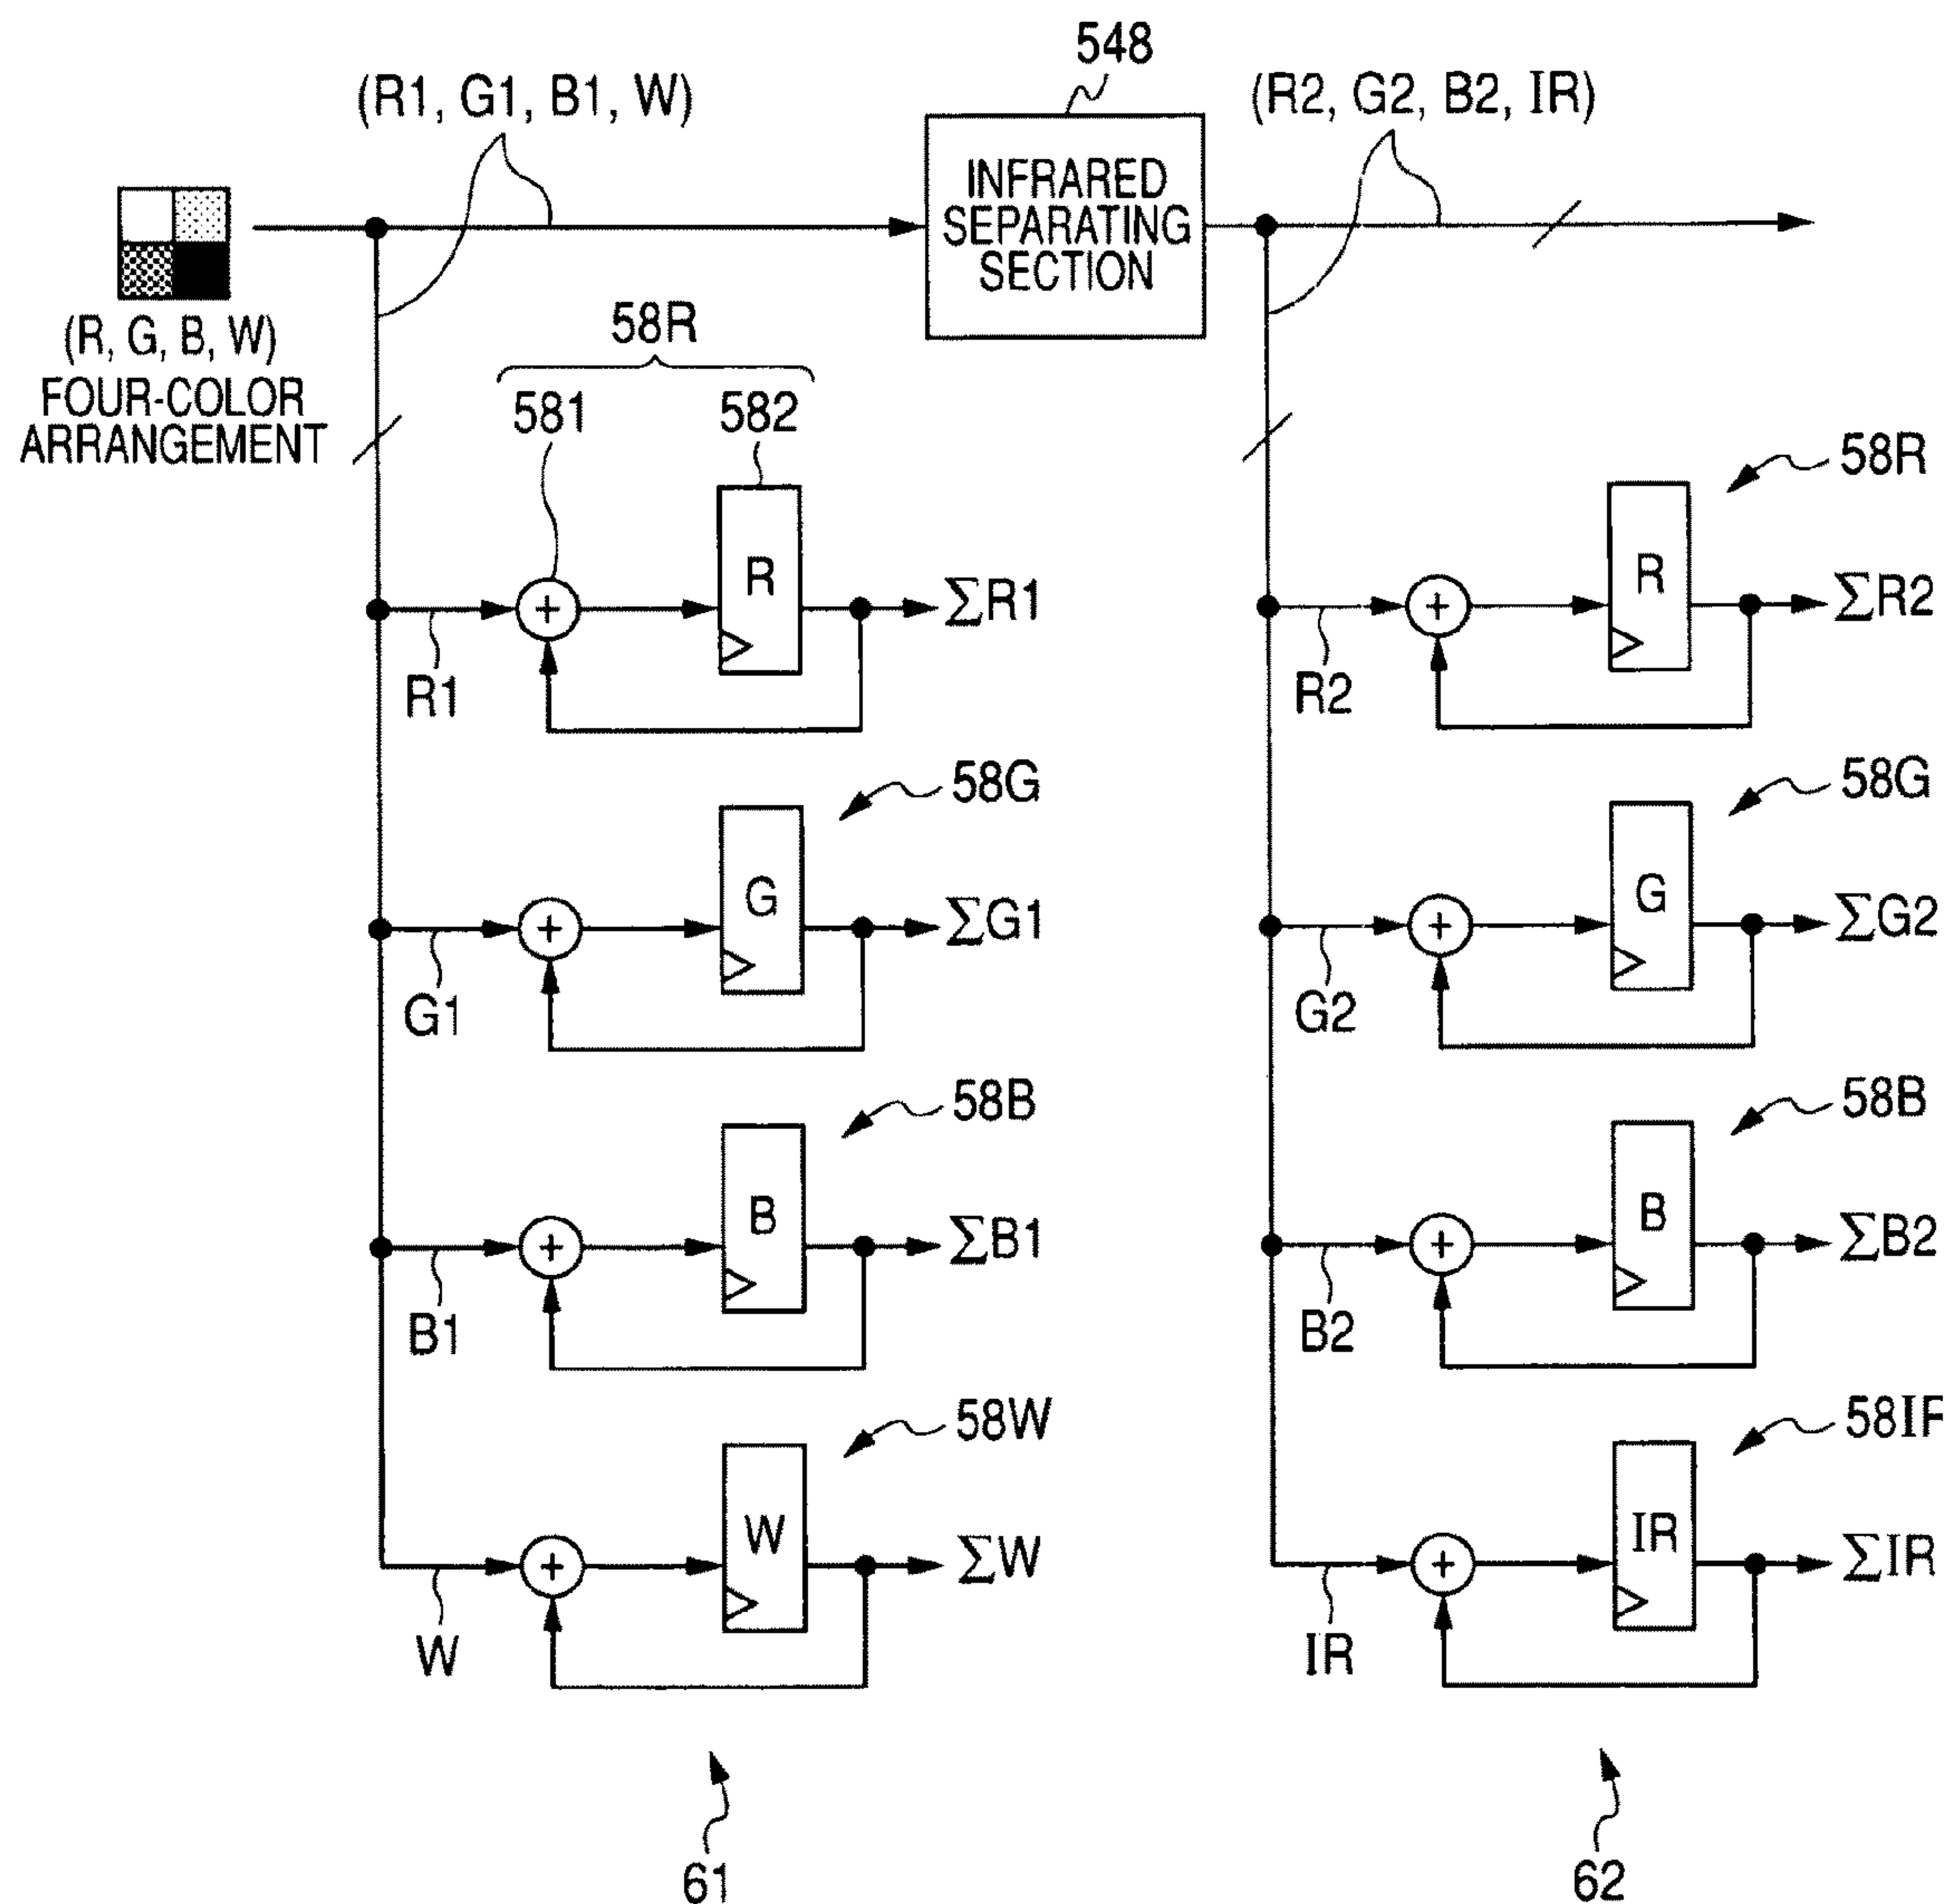 548
(R1, G1, B1, W)
(R2, G2, B2, IR)
INFRARED
SEPARATING
SECTION
(R, G, B, W)
FOUR-COLOR
ARRANGEMENT
58R
581
582
58R
R
ΣR1
R1
R
ΣR2
R2
58G
58G
G
ΣG1
G1
G
ΣG2
G2
58B
58B
B
ΣB1
B1
B
ΣB2
B2
58W
58IR
W
ΣW
W
IR
ΣIR
IR
61
62